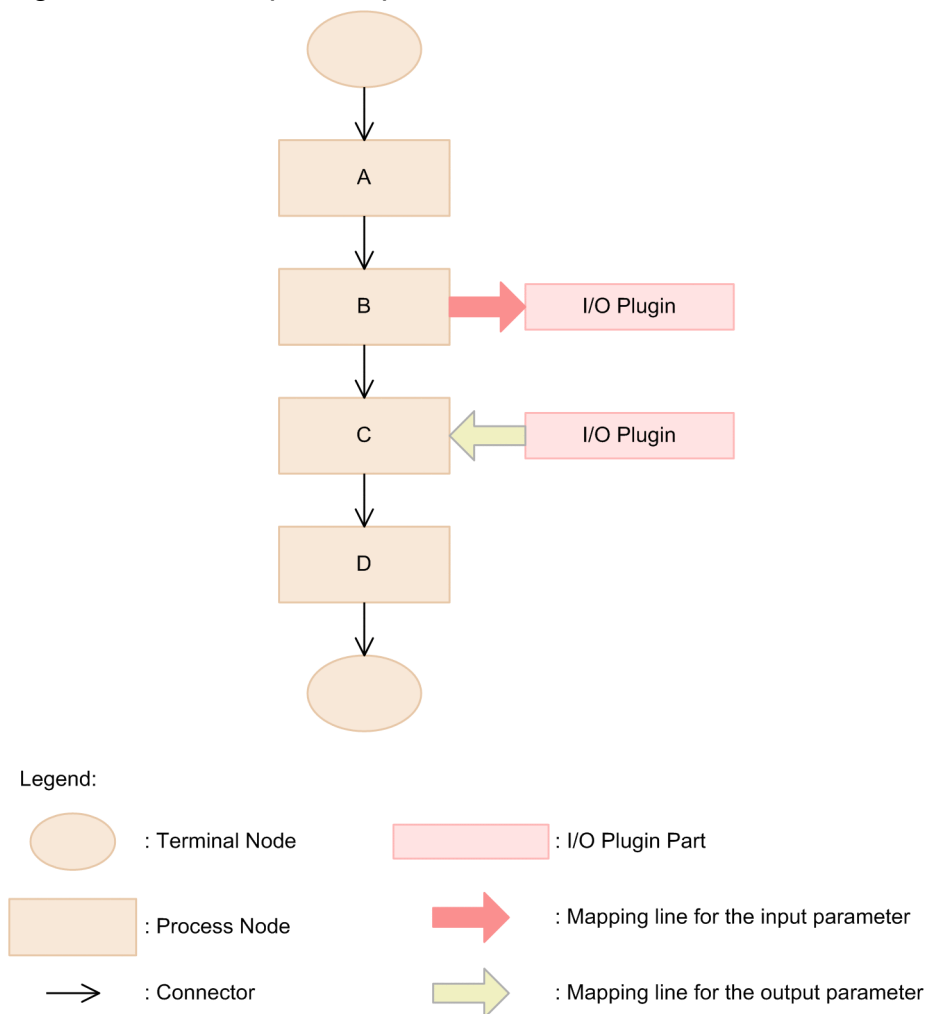 A
B
I/O Plugin
C
I/O Plugin
D
Legend:
: Terminal Node
: I/O Plugin Part
: Process Node
: Mapping line for the input parameter
: Connector
: Mapping line for the output parameter